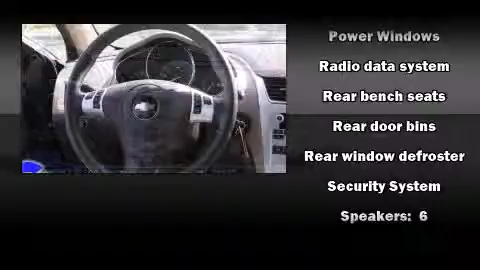 Power Windows
Radio data system
Rear bench seats
Rear door bins
Rear window defroster
Security System
Speakers:  6